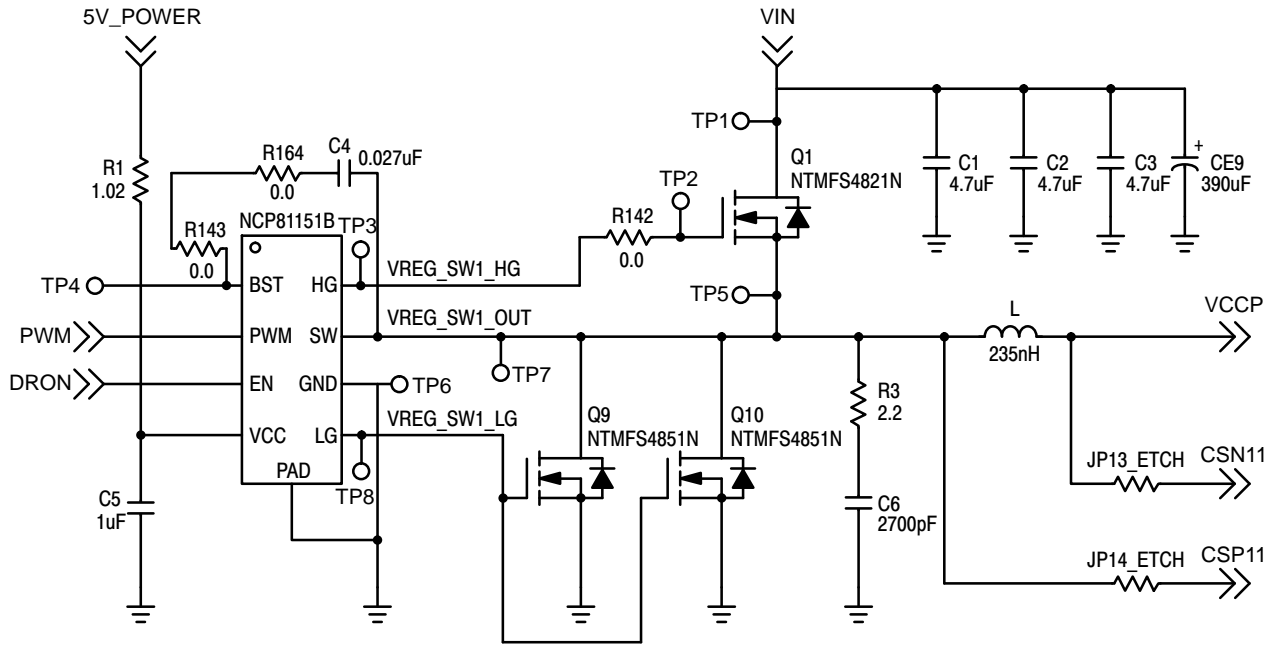 5V_POWER
VIN
TP1
R1
1.02
R164
0.0
C4
0.027uF
Q1
NTMFS4821N
C1
4.7uF
C2
4.7uF
C3
4.7uF
+
CE9
390uF
R143
0.0
NCP81151B
TP3
TP2
R142
0.0
TP4
BST
HG
VREG_SW1_HG
TP5
PWM
PWM
SW
VREG_SW1_OUT
L
235nH
VCCP
DRON
EN
GND
TP6
TP7
VCC
LG
VREG_SW1_LG
PAD
TP8
Q9
NTMFS4851N
Q10
NTMFS4851N
R3
2.2
C5
1uF
C6
2700pF
JP13_ETCH
CSN11
JP14_ETCH
CSP11